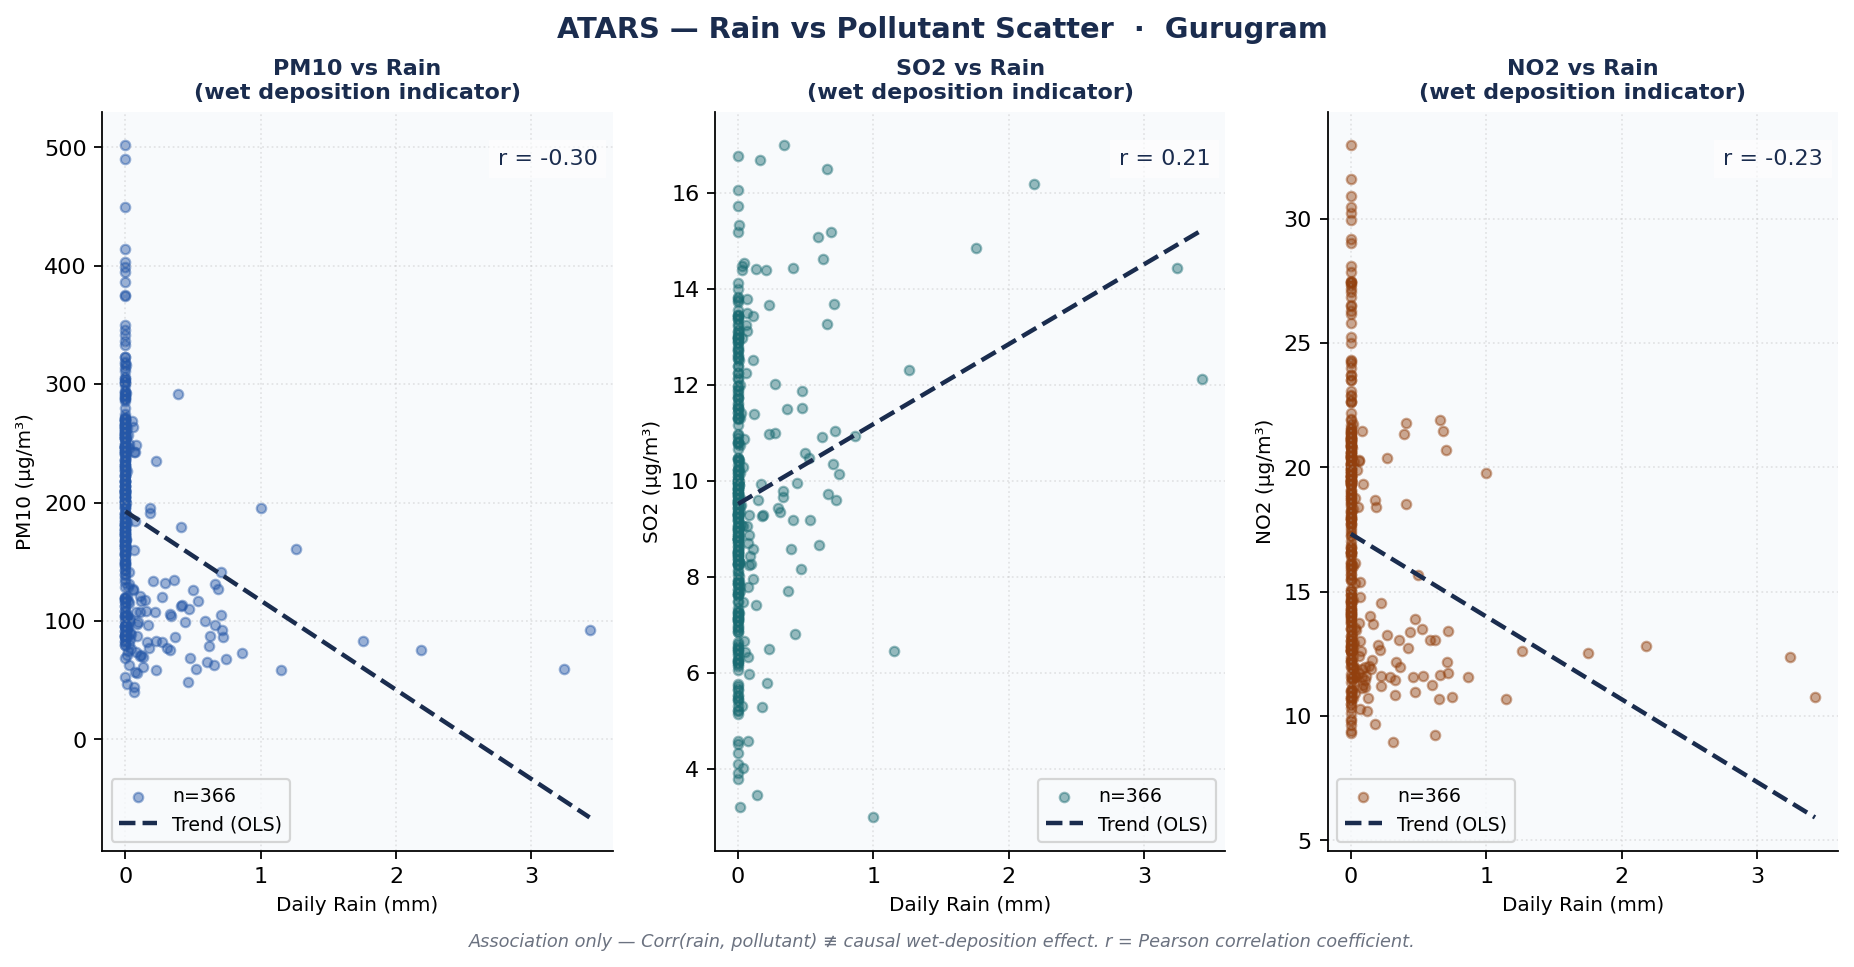 ATARS — Rain vs Pollutant Scatter · Gurugram
PM10 vs Rain
(wet deposition indicator)
r = -0.30
500
400
300
200
100
0
PM10 (µg/m³)
n=366
Trend (OLS)
0 1 2 3
Daily Rain (mm)
SO2 vs Rain
(wet deposition indicator)
r = 0.21
16
14
12
10
8
6
4
SO2 (µg/m³)
n=366
Trend (OLS)
0 1 2 3
Daily Rain (mm)
NO2 vs Rain
(wet deposition indicator)
r = -0.23
30
25
20
15
10
5
NO2 (µg/m³)
n=366
Trend (OLS)
0 1 2 3
Daily Rain (mm)
Association only — Corr(rain, pollutant) ≢ causal wet-deposition effect. r = Pearson correlation coefficient.